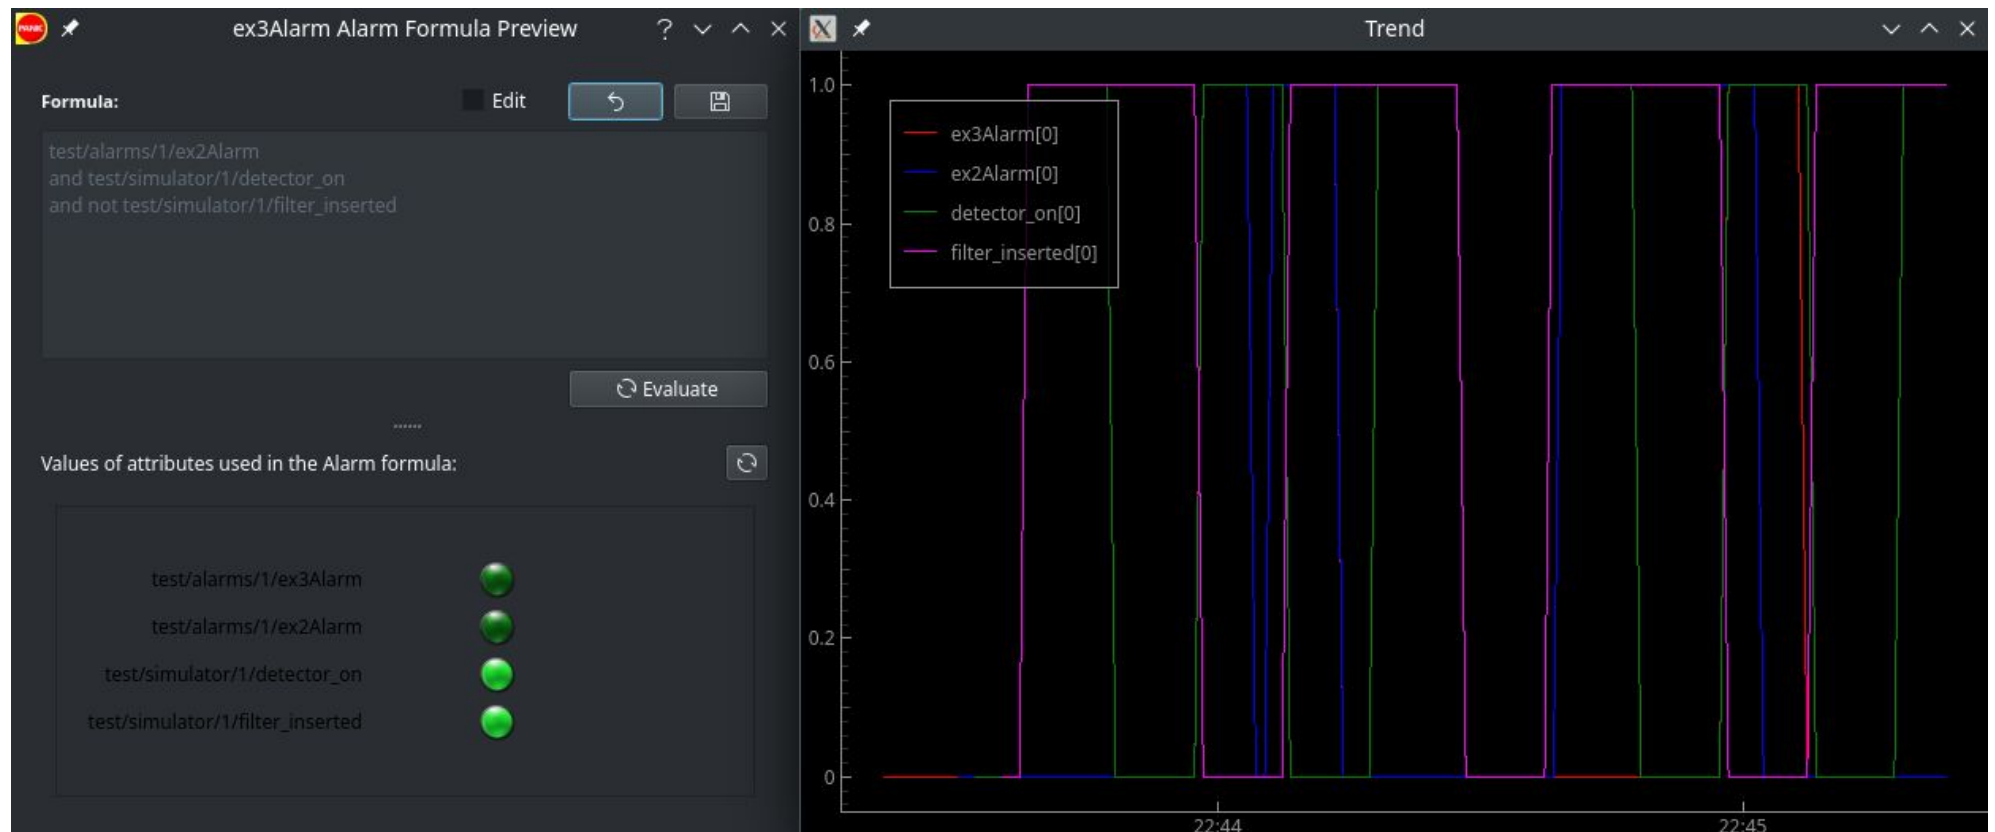 PANIC
ex3Alarm Alarm Formula Preview
?
Formula:
Edit
test/alarms/1/ex2Alarm
and test/simulator/1/detector_on
and not test/simulator/1/filter_inserted
Evaluate
Values of attributes used in the Alarm formula:
test/alarms/1/ex3Alarm
test/alarms/1/ex2Alarm
test/simulator/1/detector_on
test/simulator/1/filter_inserted
Trend
1.0
0.8
0.6
0.4
0.2
0
ex3Alarm[0]
ex2Alarm[0]
detector_on[0]
filter_inserted[0]
22:44
22:45